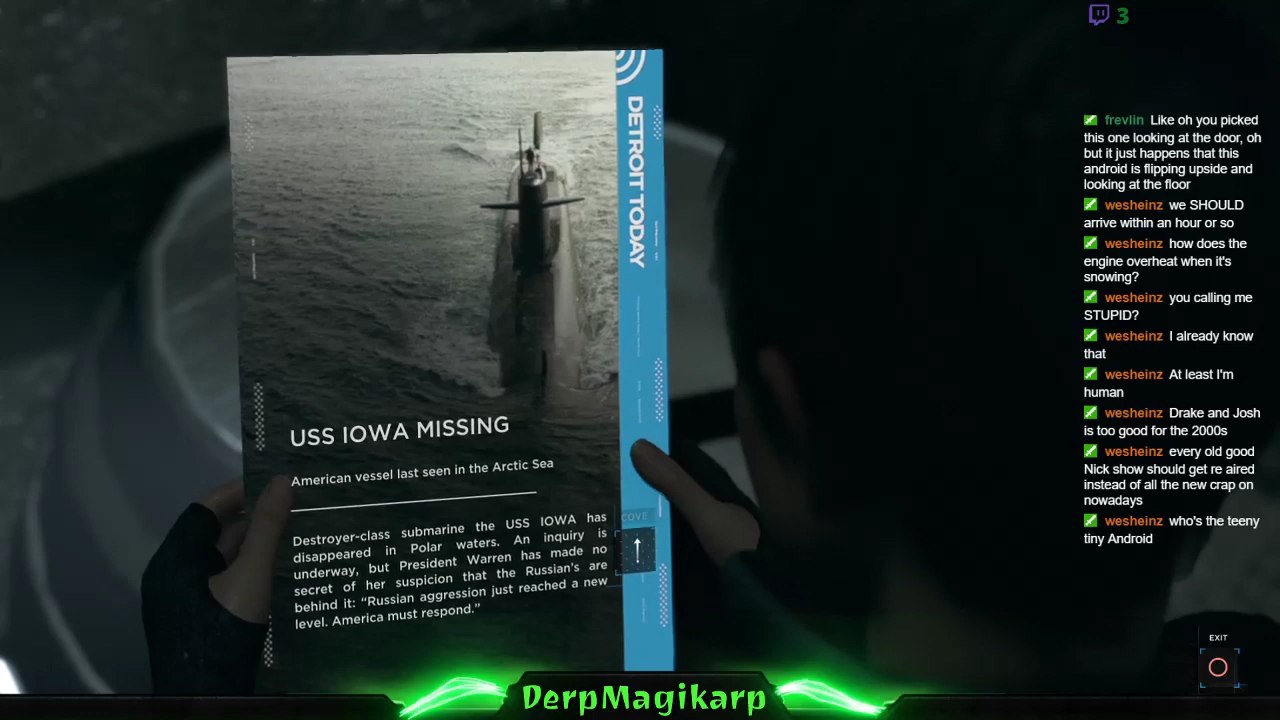 3
DETROIT TODAY
USS IOWA MISSING
American vessel last seen in the Arctic Sea
Destroyer-class submarine the USS IOWA has
disappeared in Polar waters. An inquiry is
underway, but President Warren has made no
secret of her suspicion that the Russian's are
behind it: “Russian aggression just reached a new
level. America must respond.”
COVE
frevlin Like oh you picked
this one looking at the door, oh
but it just happens that this
android is flipping upside and
looking at the floor
wesheinz we SHOULD
arrive within an hour or so
wesheinz how does the
engine overheat when it's
snowing?
wesheinz you calling me
STUPID?
wesheinz I already know
that
wesheinz At least I'm
human
wesheinz Drake and Josh
is too good for the 2000s
wesheinz every old good
Nick show should get re aired
instead of all the new crap on
nowadays
wesheinz who's the teeny
tiny Android
EXIT
DerpMagikarp